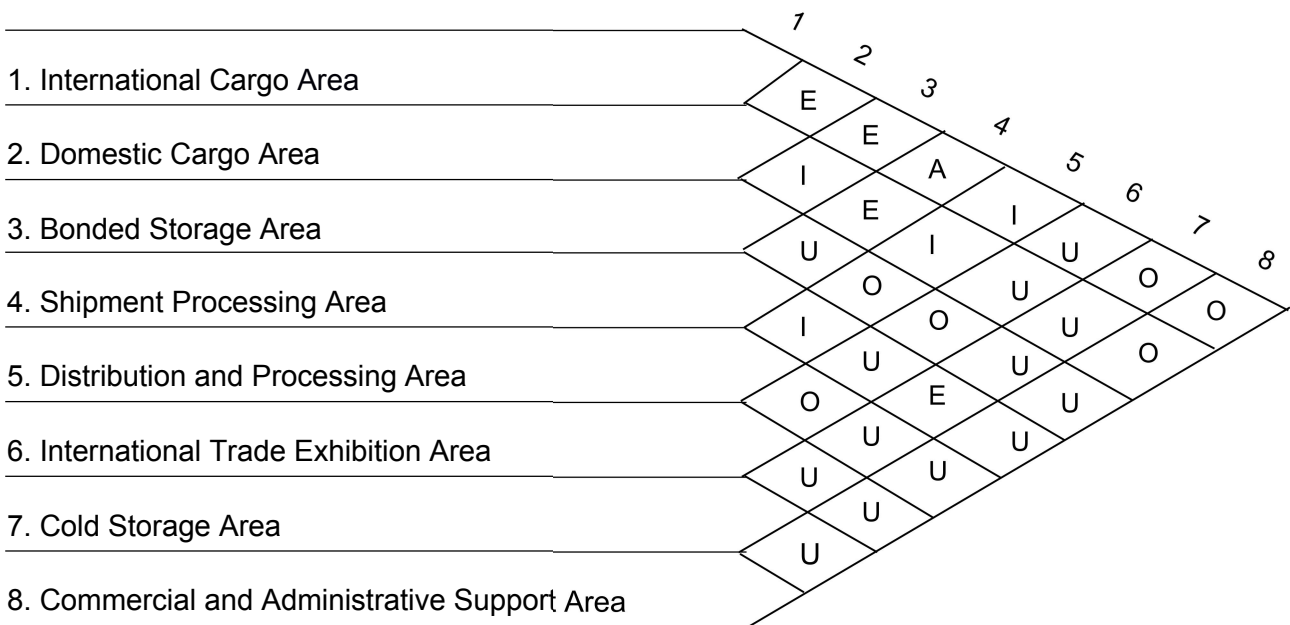 1 2 3 4 5 6 7 8
1. International Cargo Area
2. Domestic Cargo Area
3. Bonded Storage Area
4. Shipment Processing Area
5. Distribution and Processing Area
6. International Trade Exhibition Area
7. Cold Storage Area
8. Commercial and Administrative Support Area
E
E
I A
E I
U I U
O U O
I O U O
U U O
O E U
U U
U U
U
U